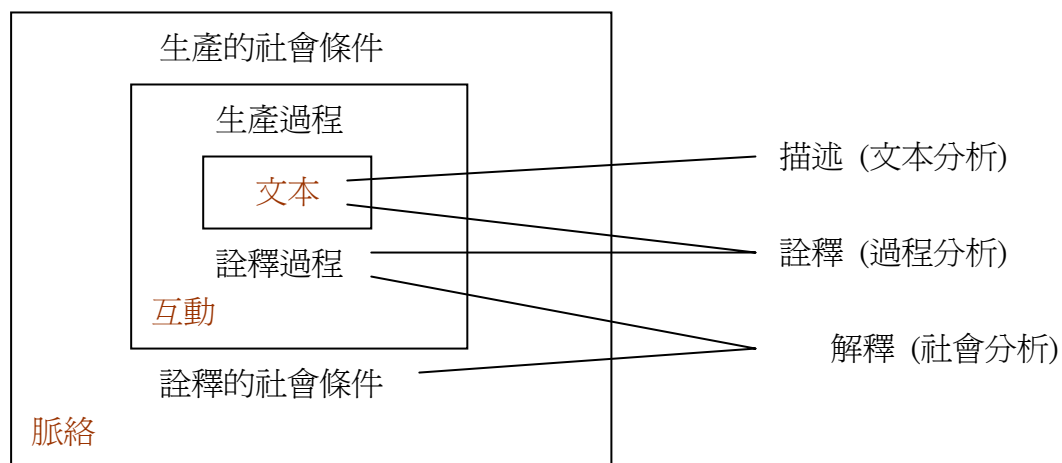 生產的社會條件
生產過程
描述 (文本分析)
文本
詮釋 (過程分析)
詮釋過程
互動
解釋 (社會分析)
詮釋的社會條件
脈絡